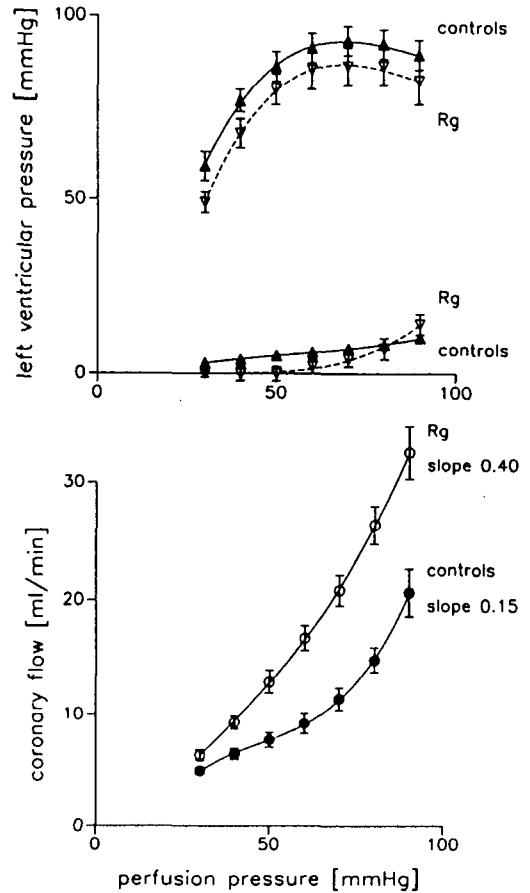 100
controls
Rg
50
left ventricular pressure [mmHg]
Rg
controls
0
0
50
100
Rg
slope 0.40
30
controls
slope 0.15
20
10
0
coronary flow [ml/min]
0
50
100
perfusion pressure [mmHg]